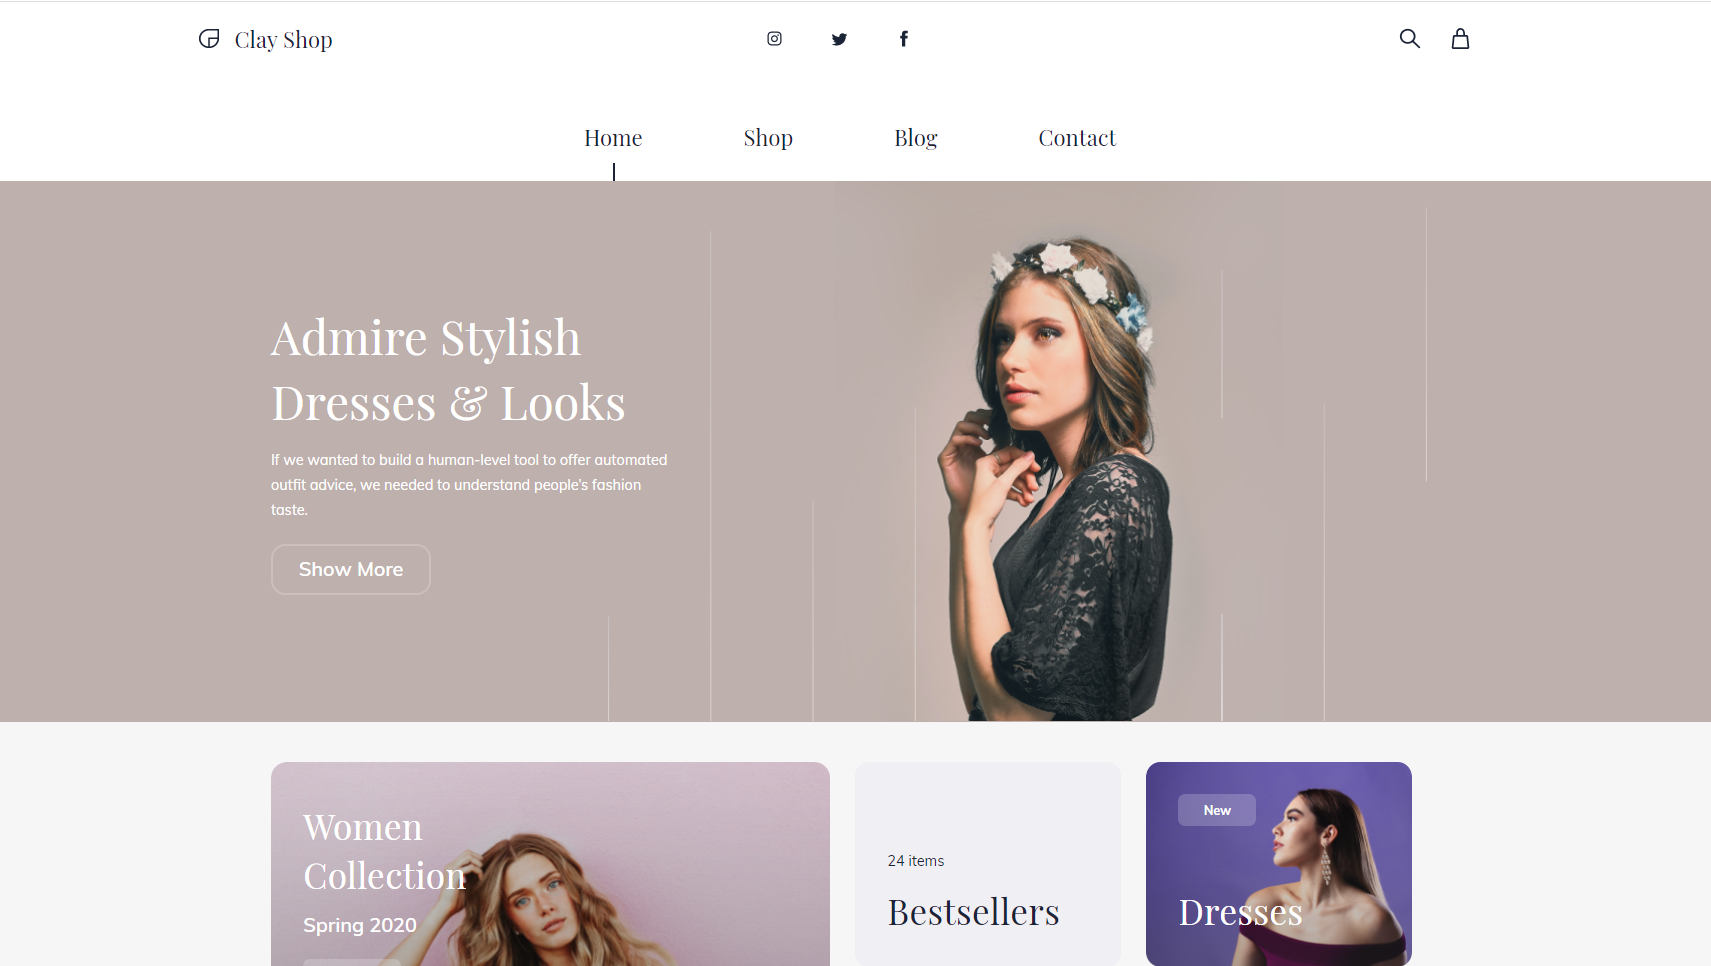 Clay Shop
Home Shop Blog Contact
Admire Stylish
Dresses & Looks
If we wanted to build a human-level tool to offer automated
outfit advice, we needed to understand people's fashion
taste.
Show More
Women
Collection
Spring 2020
24 items
Bestsellers
New
Dresses